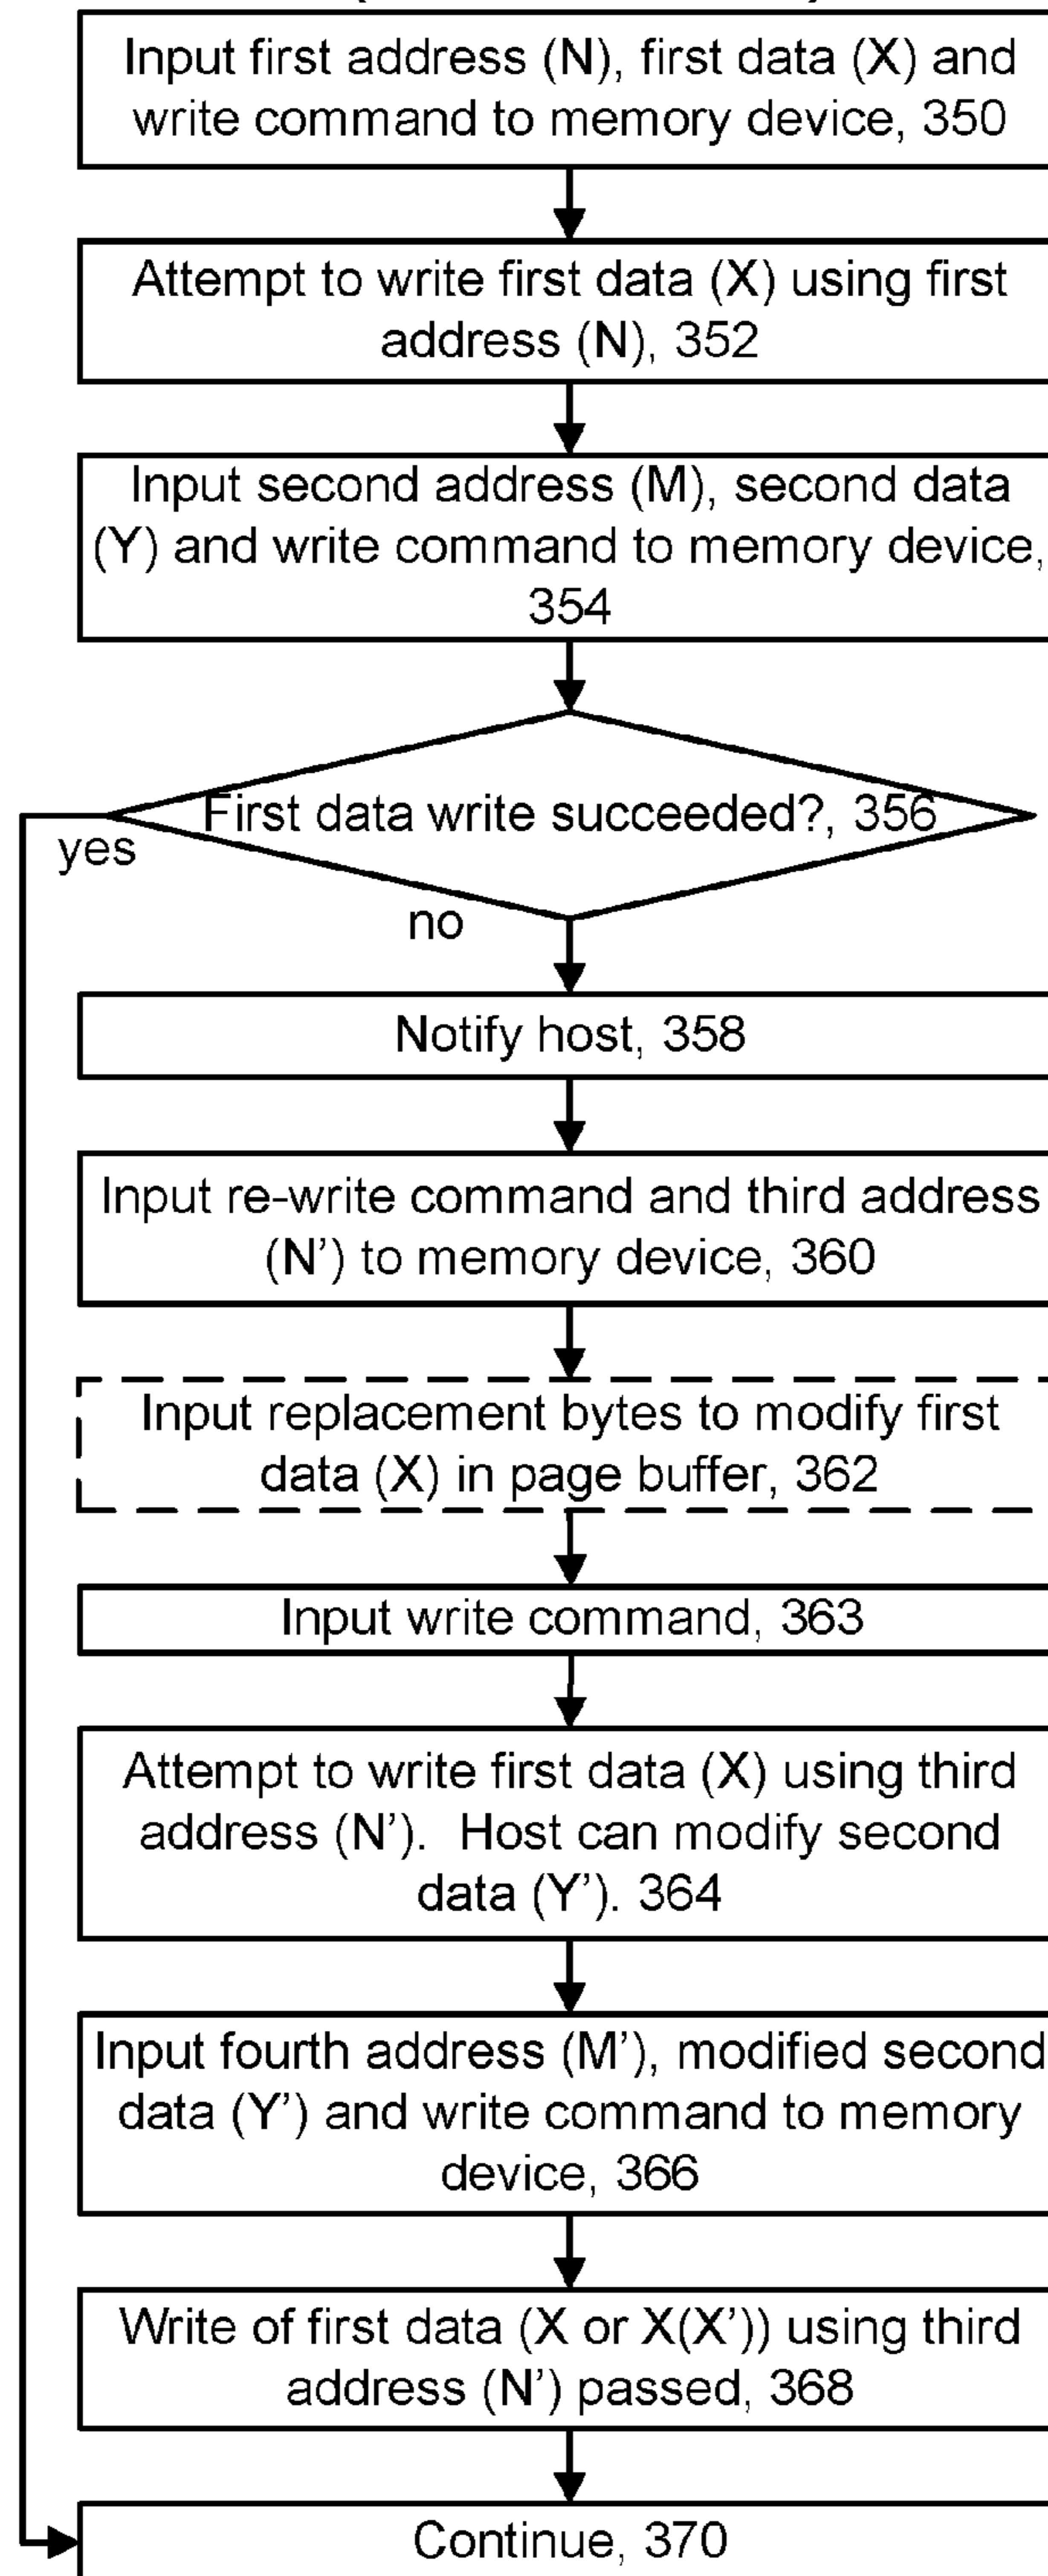 Input first address (N), first data (X) and
write command to memory device, 350
Attempt to write first data (X) using first
address (N), 352
Input second address (M), second data
(Y) and write command to memory device,
354
First data write succeeded?, 356
yes
no
Notify host, 358
Input re-write command and third address
(N’) to memory device, 360
Input replacement bytes to modify first
data (X) in page buffer, 362
Input write command, 363
Attempt to write first data (X) using third
address (N’).  Host can modify second
data (Y’). 364
Input fourth address (M’), modified second
data (Y’) and write command to memory
device, 366
Write of first data (X or X(X’)) using third
address (N’) passed, 368
Continue, 370